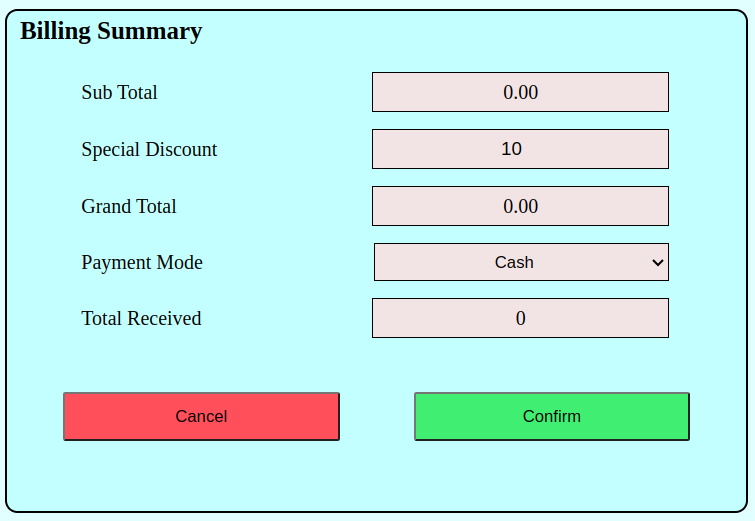 Billing Summary
Sub Total 0.00
Special Discount 10
Grand Total 0.00
Payment Mode Cash
Total Received 0
Cancel Confirm